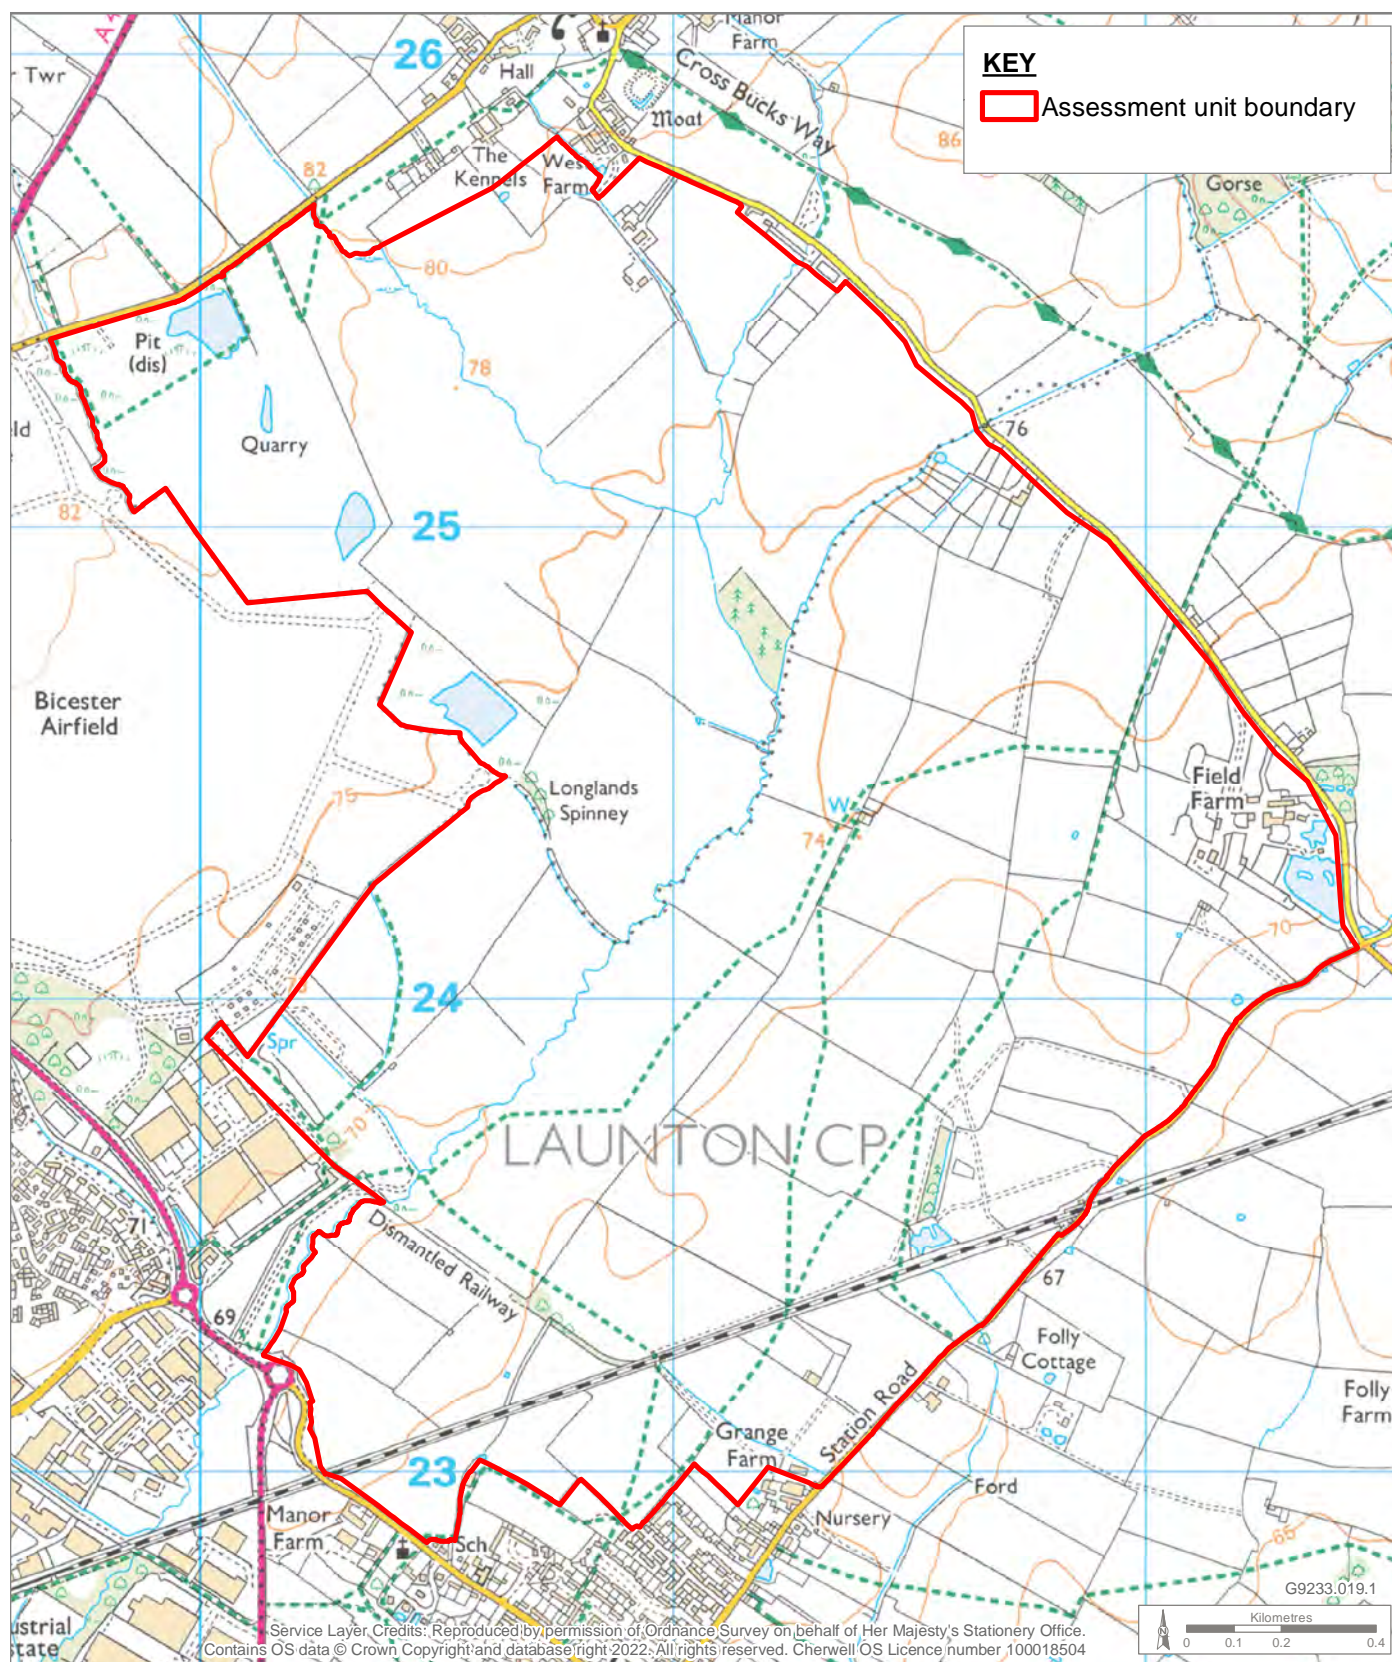 KEY
Assessment unit boundary
A
r Twr
26
Hall
Manor
Farm
Cross Bucks Way
Moat
86
82
The
Kennels
West
Farm
Gorse
80
Pit
(dis)
78
ld
Quarry
76
82
25
Bicester
Airfield
75
Longlands
Spinney
W
74
Field
Farm
70
24
Spr
70
LAUNTON CP
71
Dismantled Railway
69
67
Folly
Cottage
Station Road
Folly
Farm
Grange
Farm
23
Ford
Manor
Farm
Nursery
Sch
65
G9233.019.1
ustrial
state
Service Layer Credits: Reproduced by permission of Ordnance Survey on behalf of Her Majesty's Stationery Office.
Contains OS data © Crown Copyright and database right 2022. All rights reserved. Cherwell OS Licence number 100018504
N
Kilometres
0 0.1 0.2 0.4